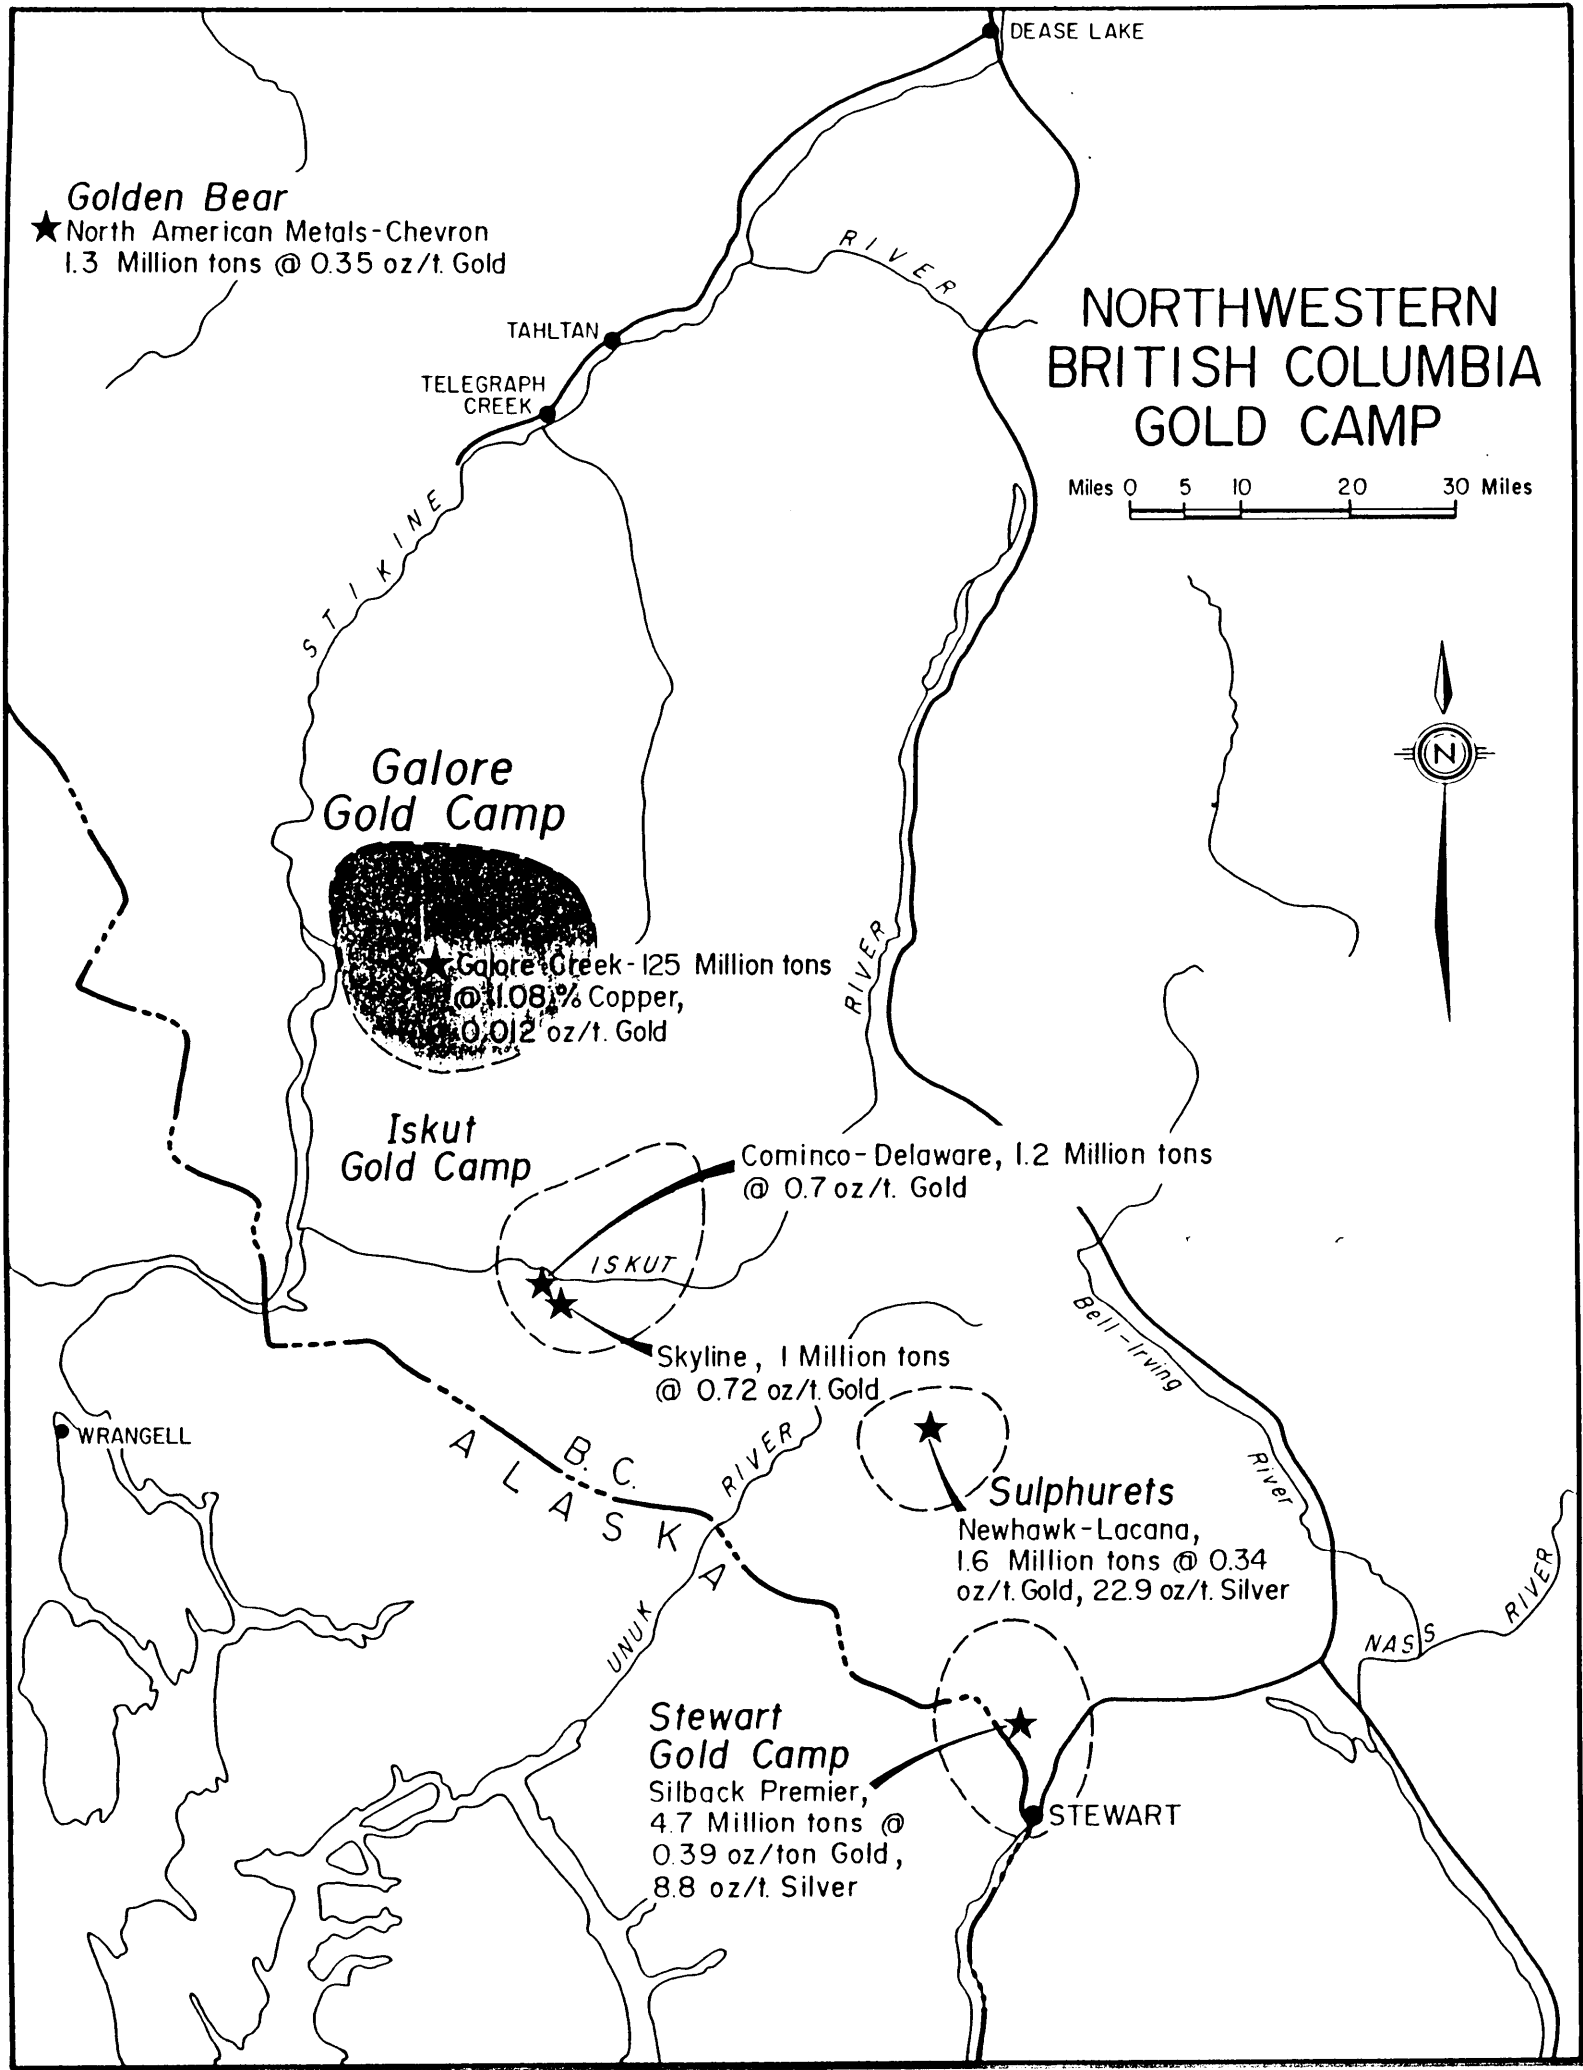 DEASE LAKE
Golden Bear
North American Metals-Chevron
1.3 Million tons @ 0.35 oz/t. Gold
RIVER
NORTHWESTERN
BRITISH COLUMBIA
GOLD CAMP
TAHLTAN
TELEGRAPH
CREEK
Miles 0 5 10 20 30 Miles
STIKINE
N
Galore
Gold Camp
Galore Creek-125 Million tons
@ 1.08 % Copper,
0.012 oz/t. Gold
RIVER
Iskut
Gold Camp
Cominco-Delaware, 1.2 Million tons
@ 0.7 oz/t. Gold
ISKUT
Bell-Irving
River
Skyline, 1 Million tons
@ 0.72 oz/t. Gold
WRANGELL
B. C.
ALASKA
RIVER
UNUK
Sulphurets
Newhawk-Lacana,
1.6 Million tons @ 0.34
oz/t. Gold, 22.9 oz/t. Silver
NASS
RIVER
Stewart
Gold Camp
Silback Premier,
4.7 Million tons @
0.39 oz/ton Gold,
8.8 oz/t. Silver
STEWART